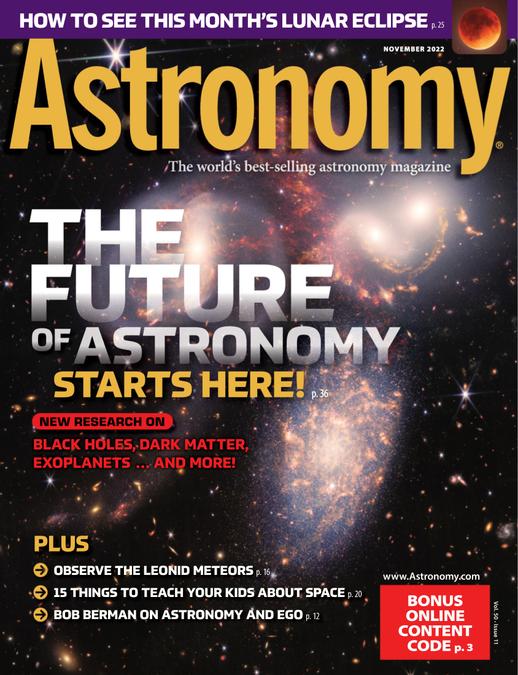 HOW TO SEE THIS MONTH'S LUNAR ECLIPSE p. 25
NOVEMBER 2022
Astronomy®
The world's best-selling astronomy magazine
THE
FUTURE
OF ASTRONOMY
STARTS HERE! p. 36
NEW RESEARCH ON
BLACK HOLES, DARK MATTER,
EXOPLANETS ... AND MORE!
PLUS
OBSERVE THE LEONID METEORS p. 16
15 THINGS TO TEACH YOUR KIDS ABOUT SPACE p. 20
BOB BERMAN ON ASTRONOMY AND EGO p. 12
www.Astronomy.com
BONUS
ONLINE
CONTENT
CODE p. 3
Vol. 50 • Issue 11